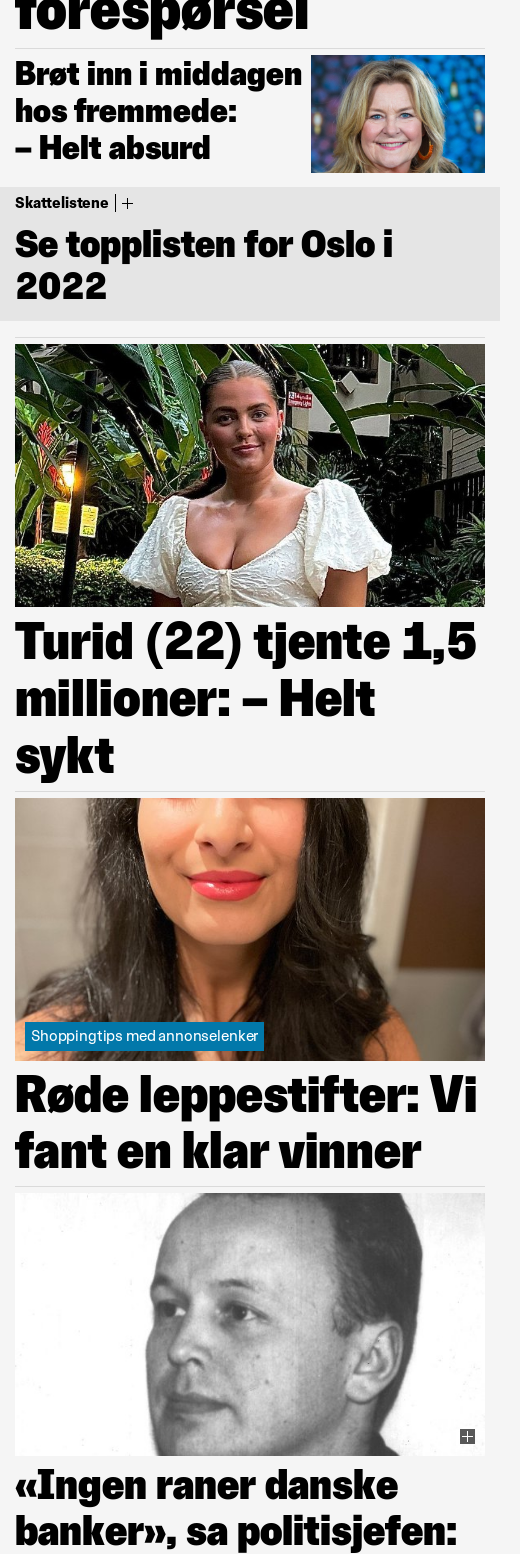 forespørsel
Brøt inn i middagen
hos fremmede:
– Helt absurd
Skattelistene
Se topplisten for Oslo i
2022
Turid (22) tjente 1,5
millioner: – Helt
sykt
Shoppingtips med annonselenker
Røde leppestifter: Vi
fant en klar vinner
«Ingen raner danske
banker», sa politisjefen: